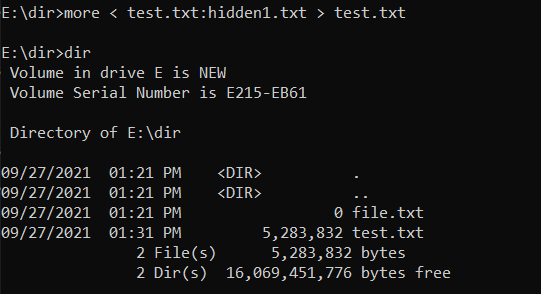 E:\dir>more < test.txt:hidden1.txt > test.txt
E:\dir>dir
Volume in drive E is NEW
Volume Serial Number is E215-EB61
Directory of E:\dir
09/27/2021  01:21 PM    <DIR>          .
09/27/2021  01:21 PM    <DIR>          ..
09/27/2021  01:21 PM                 0 file.txt
09/27/2021  01:31 PM         5,283,832 test.txt
2 File(s)      5,283,832 bytes
2 Dir(s)  16,069,451,776 bytes free